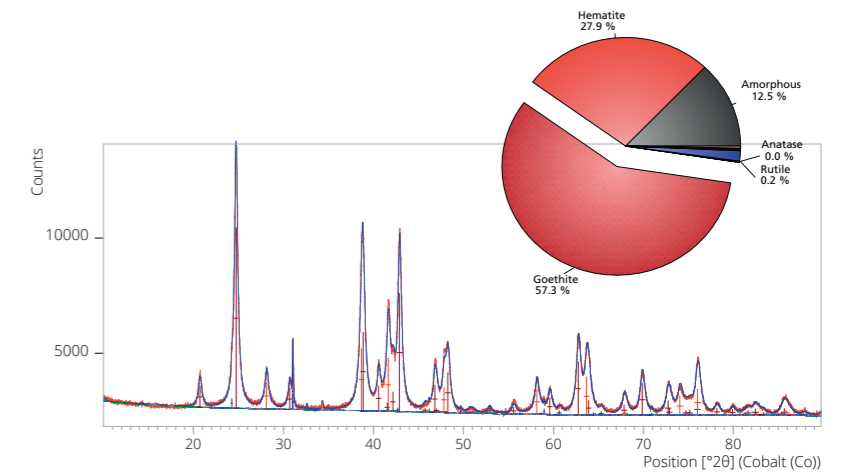 Hematite
27.9 %
Amorphous
12.5 %
Anatase
0.0 %
Rutile
0.2 %
Goethite
57.3 %
Counts
10000
5000
20 30 40 50 60 70 80
Position [°2θ] (Cobalt (Co))